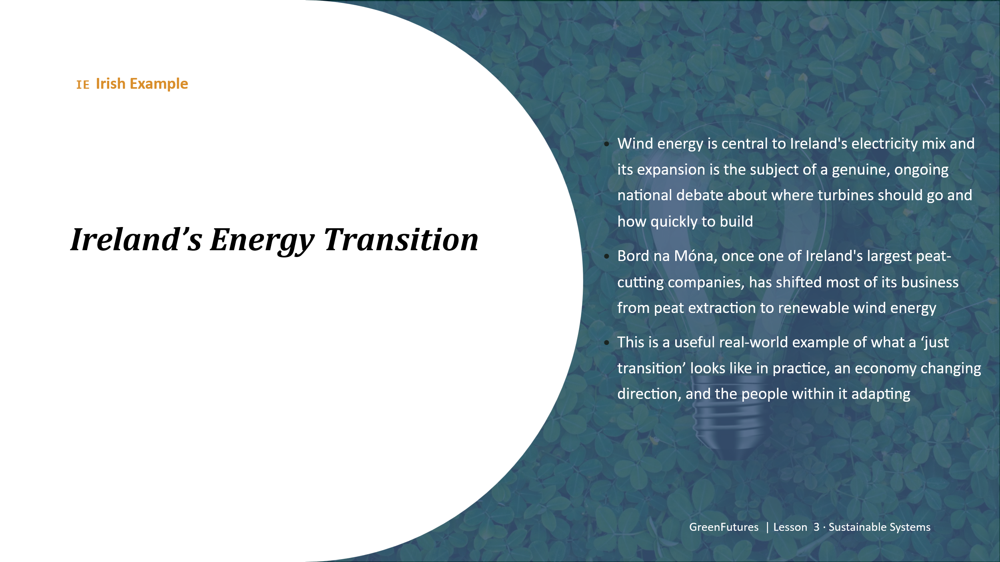 IE Irish Example
Ireland’s Energy Transition
• Wind energy is central to Ireland's electricity mix and
its expansion is the subject of a genuine, ongoing
national debate about where turbines should go and
how quickly to build
• Bord na Móna, once one of Ireland's largest peat-
cutting companies, has shifted most of its business
from peat extraction to renewable wind energy
• This is a useful real-world example of what a ‘just
transition’ looks like in practice, an economy changing
direction, and the people within it adapting
GreenFutures | Lesson 3 · Sustainable Systems